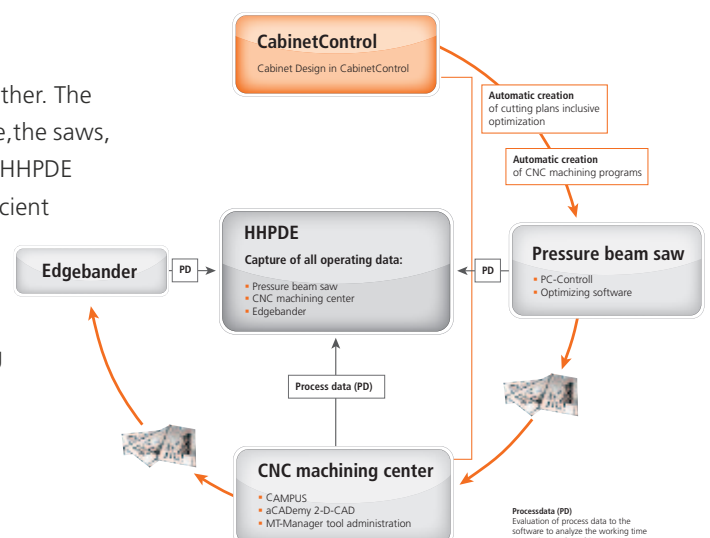 CabinetControl
Cabinet Design in CabinetControl
ther. The
e,the saws,
HHPDE
cient
Automatic creation
of cutting plans inclusive
optimization
Automatic creation
of CNC machining programs
HHPDE
Capture of all operating data:
▪ Pressure beam saw
▪ CNC machining center
▪ Edgebander
Edgebander
PD
PD
Pressure beam saw
▪ PC-Controll
▪ Optimizing software
g
Process data (PD)
CNC machining center
▪ CAMPUS
▪ aCADemy 2-D-CAD
▪ MT-Manager tool administration
Processdata (PD)
Evaluation of process data to the
software to analyze the working time